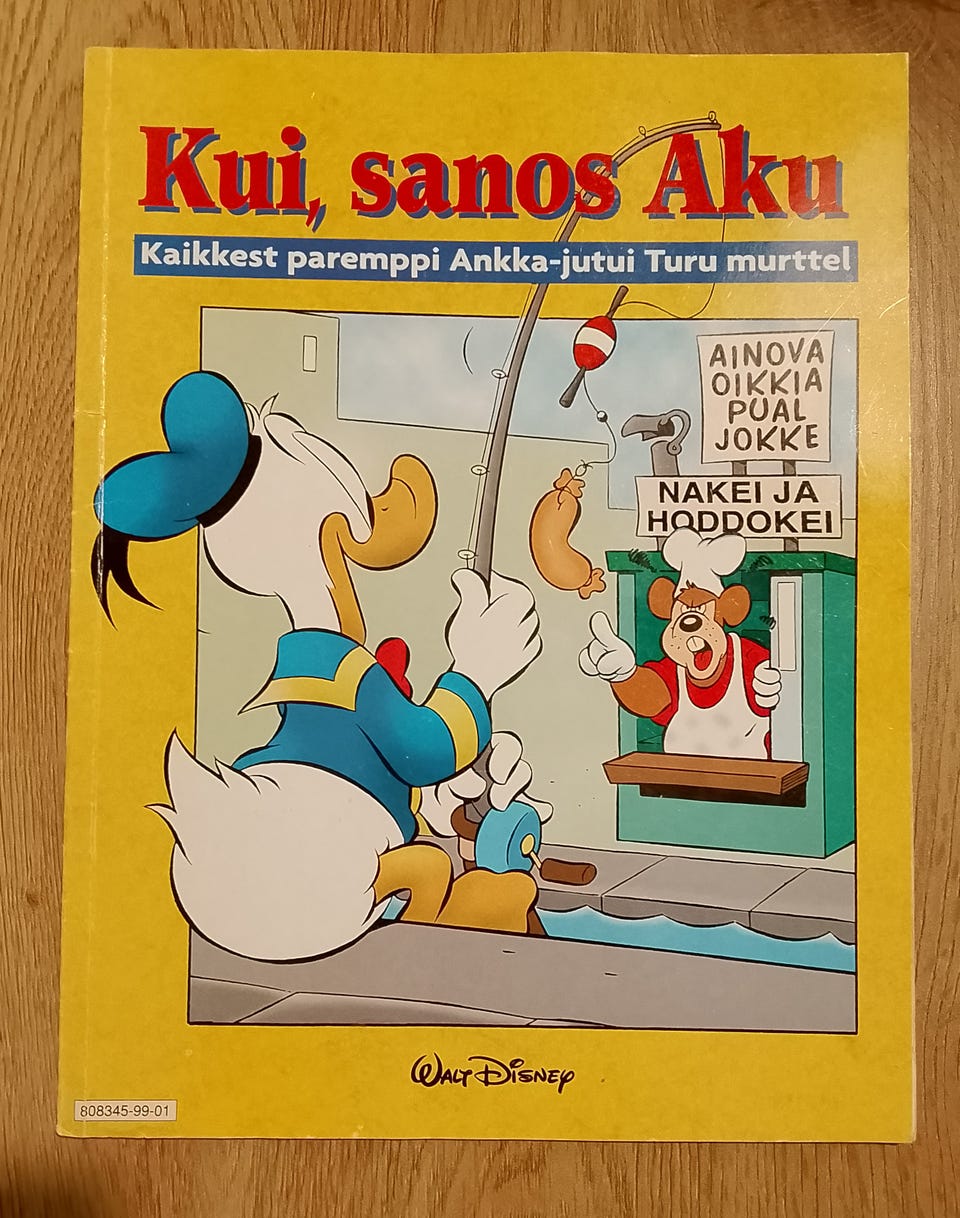 Kui, sanos Aku
Kaikkest paremppi Ankka-jutui Turu murttel
AINOVA
OIKKIA
PUAL
JOKKE
NAKEI JA
HODDOKEI
WALT DISNEY
808345-99-01